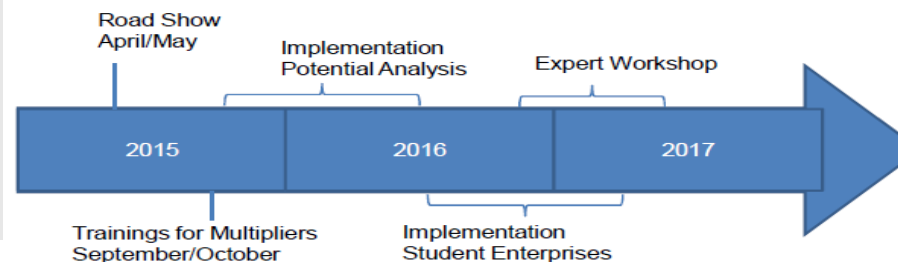 Road Show
April/May
Implementation
Potential Analysis
Expert Workshop
2015
2016
2017
Trainings for Multipliers
September/October
Implementation
Student Enterprises